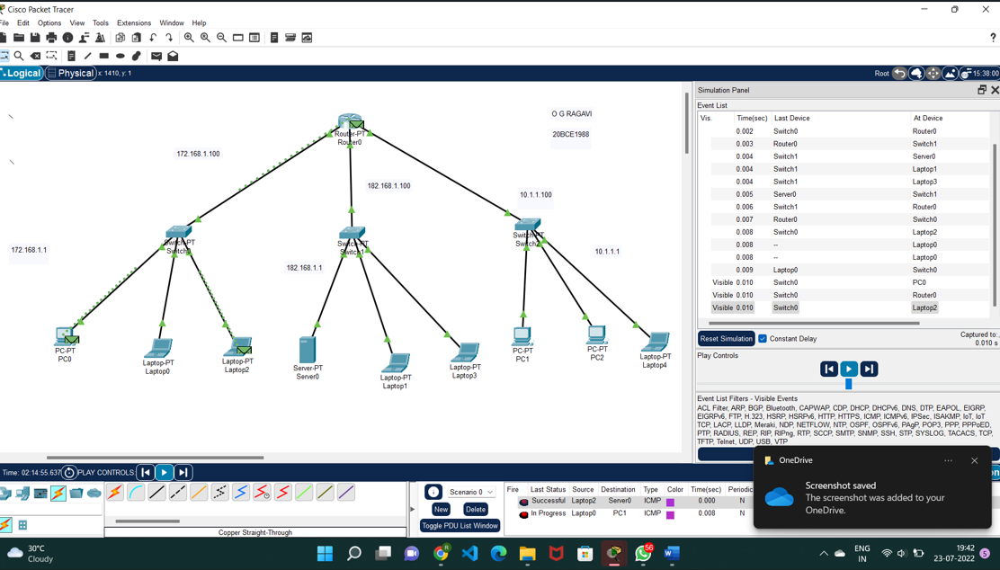 Cisco Packet Tracer
File Edit Options View Tools Extensions Window Help
Logical Physical x: 1410, y: 1 Root 15:38:00
O G RAGAVI
20BCE1988
Router-PT
Router0
172.168.1.100
182.168.1.100
10.1.1.100
Switch-PT
Switch0
Switch-PT
Switch1
Switch-PT
Switch2
172.168.1.1
182.168.1.1
10.1.1.1
PC-PT
PC0
Laptop-PT
Laptop0
Laptop-PT
Laptop2
Server-PT
Server0
Laptop-PT
Laptop1
Laptop-PT
Laptop3
PC-PT
PC1
PC-PT
PC2
Laptop-PT
Laptop4
Simulation Panel
Event List
Vis. Time(sec) Last Device At Device
0.002 Switch0 Router0
0.003 Router0 Switch1
0.004 Switch1 Server0
0.004 Switch1 Laptop1
0.004 Switch1 Laptop3
0.005 Server0 Switch1
0.006 Switch1 Router0
0.007 Router0 Switch0
0.008 Switch0 Laptop2
0.008 -- Laptop0
0.008 -- Laptop0
0.009 Laptop0 Switch0
Visible 0.010 Switch0 PC0
Visible 0.010 Switch0 Router0
Visible 0.010 Switch0 Laptop2
Reset Simulation Constant Delay Captured to:
0.010 s
Play Controls
Event List Filters - Visible Events
ACL Filter, ARP, BGP, Bluetooth, CAPWAP, CDP, DHCP, DHCPv6, DNS, DTP, EAPOL, EIGRP,
EIGRPv6, FTP, H.323, HSRP, HSRPv6, HTTP, HTTPS, ICMP, ICMPv6, IPSec, ISAKMP, IoT, IoT
TCP, LACP, LLDP, Meraki, NDP, NETFLOW, NTP, OSPF, OSPFv6, PAgP, POP3, PPP, PPPoED,
PTP, RADIUS, REP, RIP, RIPng, RTP, SCCP, SMTP, SNMP, SSH, STP, SYSLOG, TACACS, TCP,
TFTP, Telnet, UDP, USB, VTP
Time: 02:14:55.637 PLAY CONTROLS:
Scenario 0
New Delete
Toggle PDU List Window
Fire Last Status Source Destination Type Color Time(sec) Periodic
Successful Laptop2 Server0 ICMP 0.000 N
In Progress Laptop0 PC1 ICMP 0.008 N
Copper Straight-Through
OneDrive
Screenshot saved
The screenshot was added to your
OneDrive.
30°C
Cloudy
56
ENG
IN
19:42
23-07-2022
5